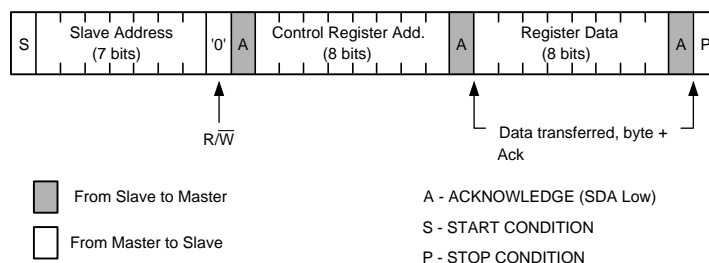 S Slave Address (7 bits) '0' A Control Register Add. (8 bits) A Register Data (8 bits) A P
R/W̅
Data transferred, byte +
Ack
From Slave to Master
From Master to Slave
A - ACKNOWLEDGE (SDA Low)
S - START CONDITION
P - STOP CONDITION